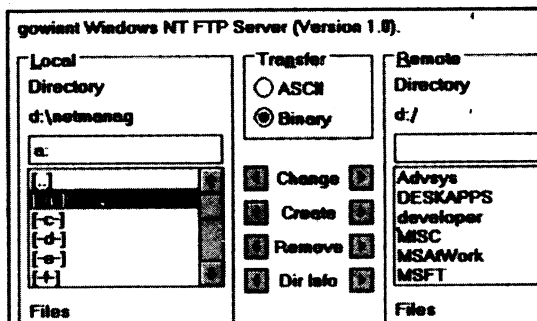 gowiant Windows NT FTP Server (Version 1.0).
Local
Directory
d:\netmanag
a:
[..]
[-c-]
[-d-]
[-e-]
[-f-]
Files
Transfer
ASCII
Binary
Change
Create
Remove
Dir Info
Remote
Directory
d:/
Advsys
DESKAPPS
developer
MISC
MSAtWork
MSFT
Files